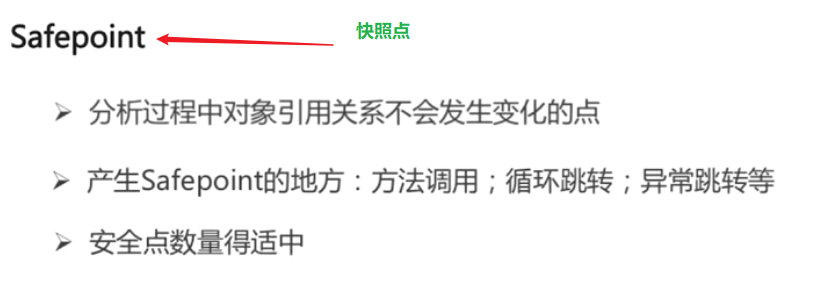 Safepoint
快照点
分析过程中对象引用关系不会发生变化的点
产生Safepoint的地方：方法调用；循环跳转；异常跳转等
安全点数量得适中